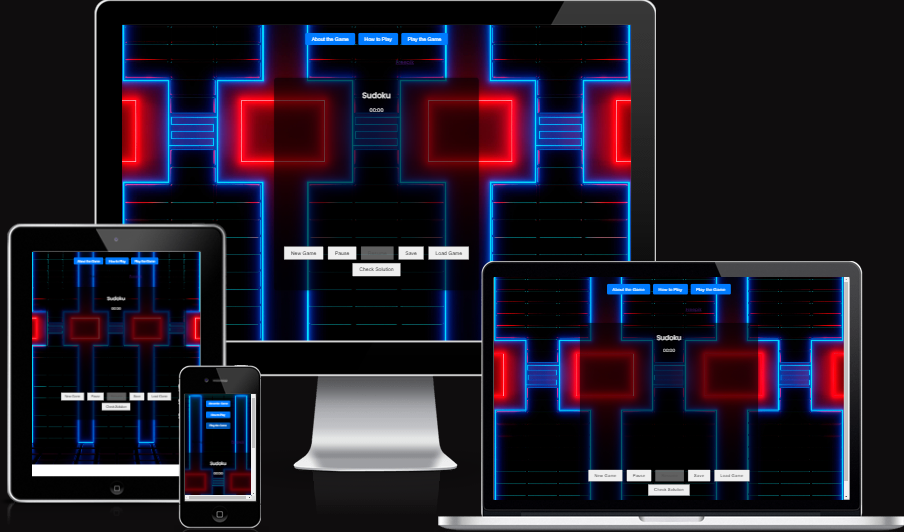 About the Game How to Play Play the Game
Sudoku
00:00
New Game Pause Save Load Game
Check Solution
About the Game How to Play Play the Game
Sudoku
00:00
New Game Pause Save Load Game
Check Solution
About the Game How to Play Play the Game
Sudoku
00:00
New Game Pause Save Load Game
Check Solution
About the Game
How to Play
Play the Game
Sudoku
00:00